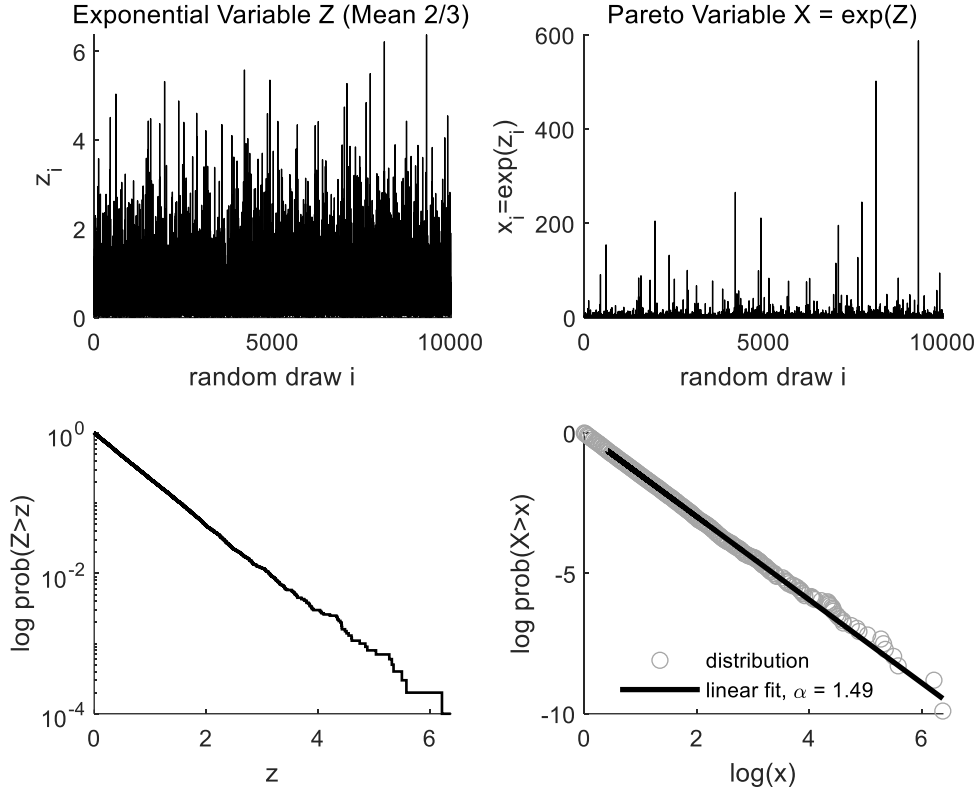 Exponential Variable Z (Mean 2/3)
6
4
2
0
z_i
0 5000 10000
random draw i
Pareto Variable X = exp(Z)
600
400
200
0
x_i=exp(z_i)
0 5000 10000
random draw i
10^0
10^-2
10^-4
log prob(Z>z)
0 2 4 6
z
0
-5
-10
log prob(X>x)
distribution
linear fit, α = 1.49
0 2 4 6
log(x)